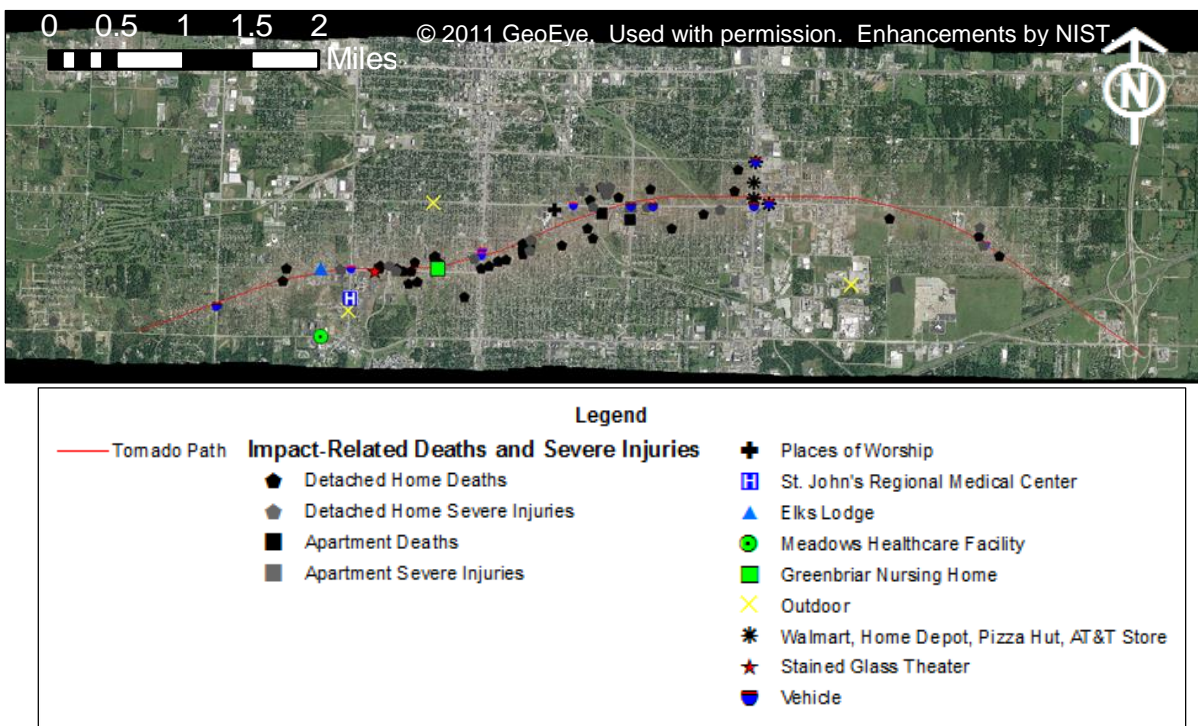 0 0.5 1 1.5 2
Miles
© 2011 GeoEye. Used with permission. Enhancements by NIST.
N
H
Legend
Tornado Path
Impact-Related Deaths and Severe Injuries
Detached Home Deaths
Detached Home Severe Injuries
Apartment Deaths
Apartment Severe Injuries
Places of Worship
H St. John's Regional Medical Center
Elks Lodge
Meadows Healthcare Facility
Greenbriar Nursing Home
Outdoor
Walmart, Home Depot, Pizza Hut, AT&T Store
Stained Glass Theater
Vehicle